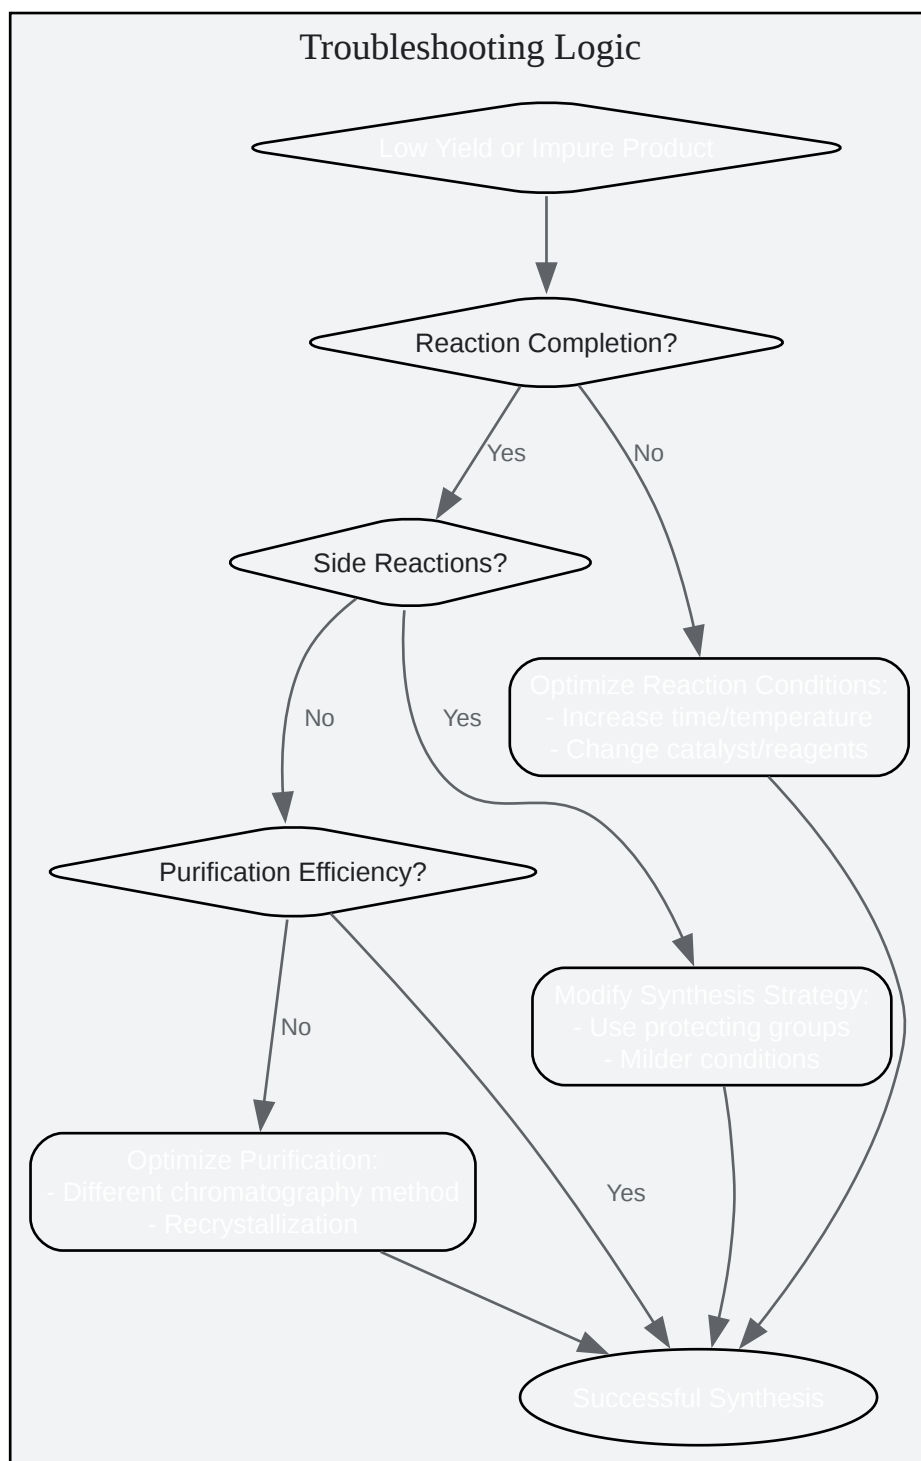 Troubleshooting Logic
Low Yield or Impure Product
Reaction Completion?
Yes
No
Side Reactions?
No
Yes
Optimize Reaction Conditions:
- Increase time/temperature
- Change catalyst/reagents
Purification Efficiency?
No
Modify Synthesis Strategy:
- Use protecting groups
- Milder conditions
Optimize Purification:
- Different chromatography method
- Recrystallization
Yes
Successful Synthesis